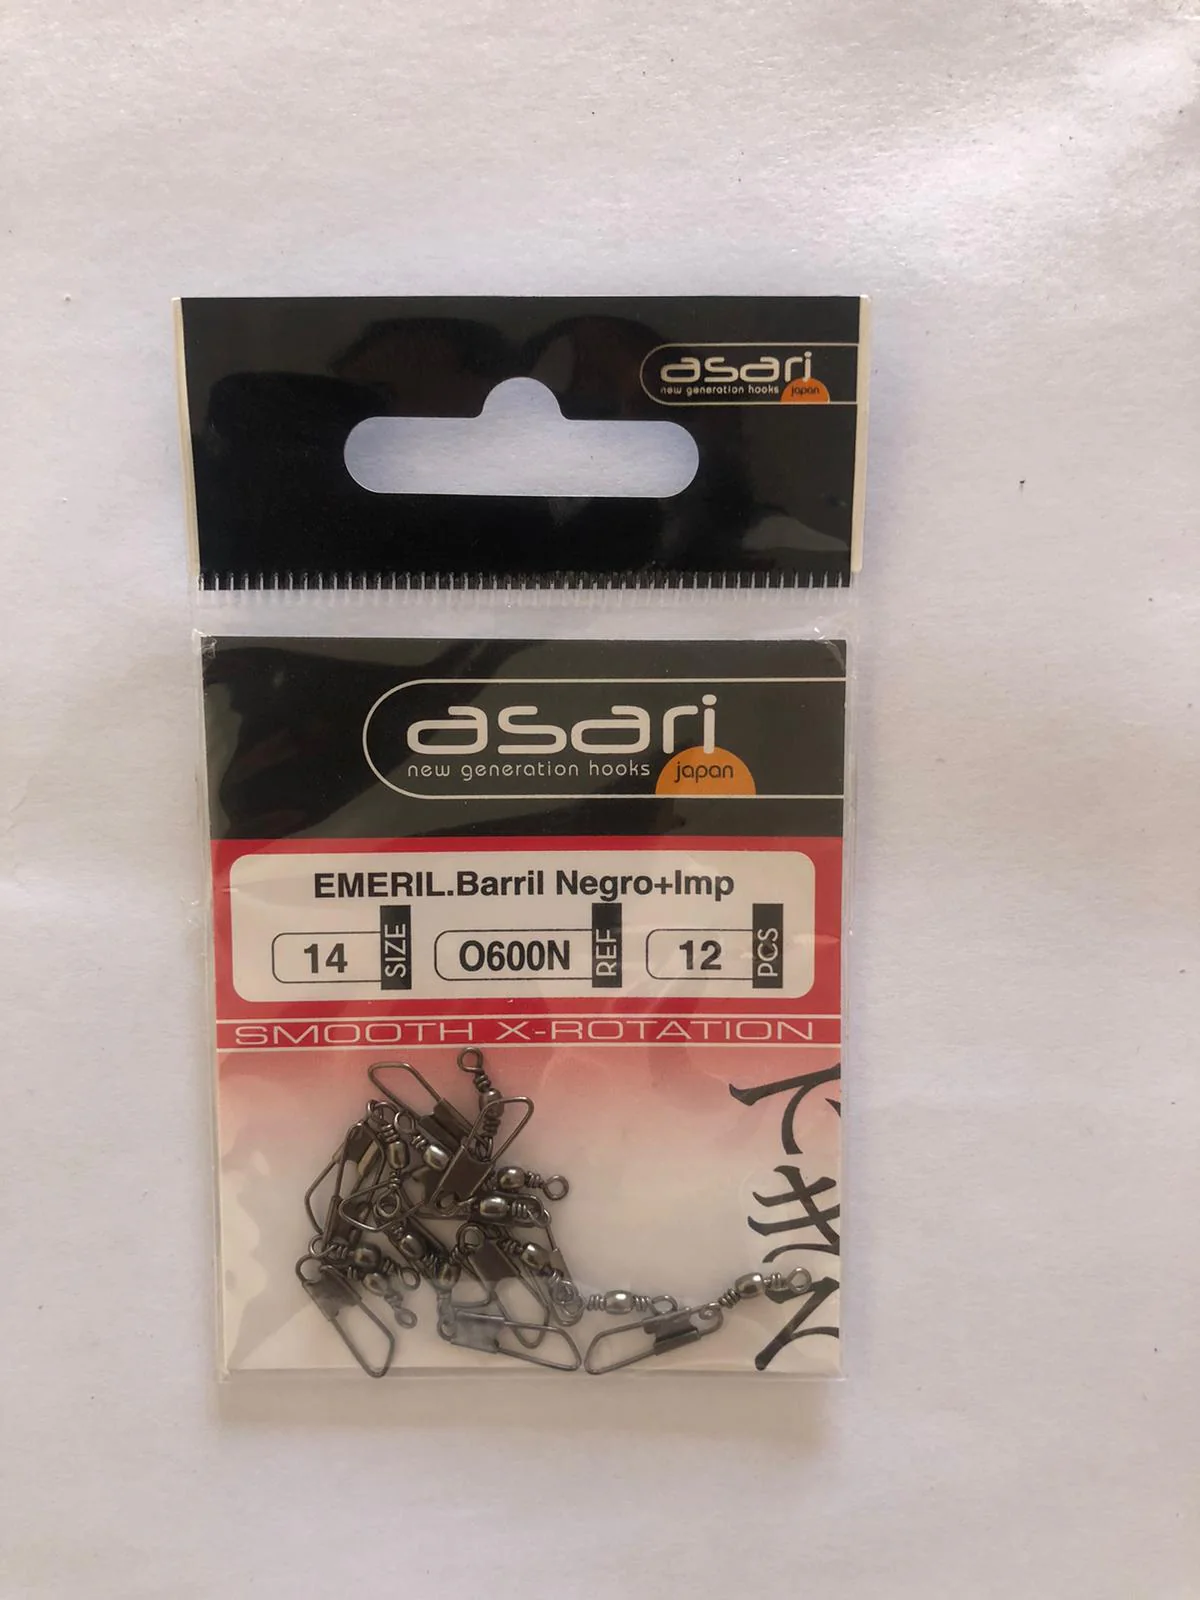 asari
new generation hooks japan
asari
new generation hooks japan
EMERIL.Barril Negro+Imp
14 SIZE O600N REF 12 PCS
SMOOTH X-ROTATION